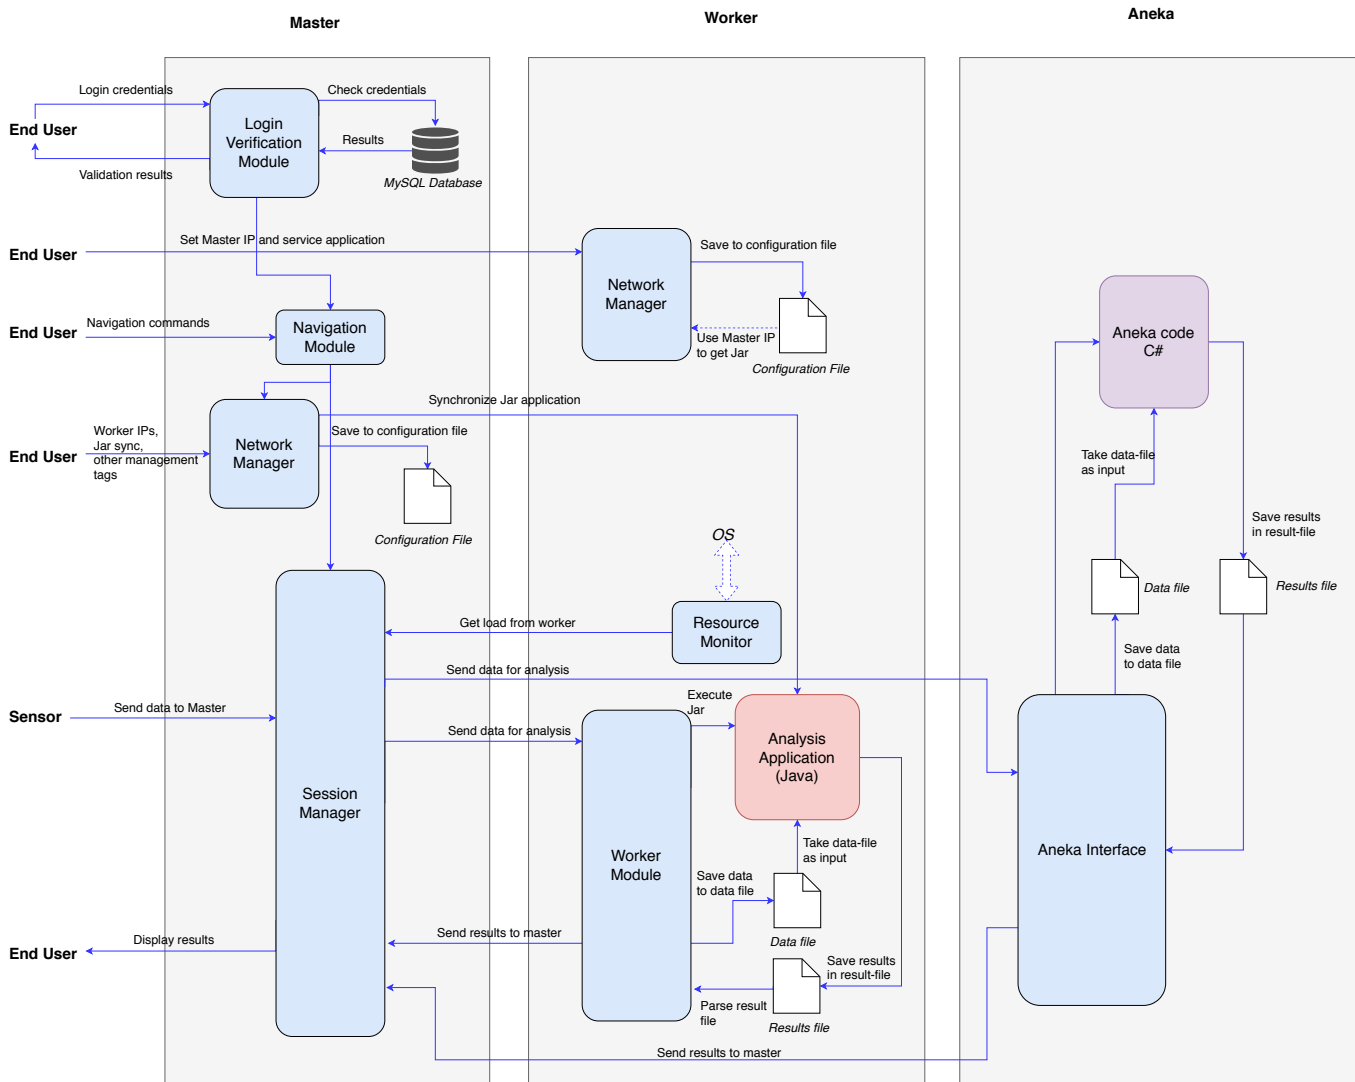 Master
Worker
Aneka
Login credentials
Check credentials
End User
Login
Verification
Module
Results
Validation results
MySQL Database
End User
Set Master IP and service application
Network
Manager
Save to configuration file
Use Master IP
to get Jar
Configuration File
Aneka code
C#
End User
Navigation commands
Navigation
Module
Synchronize Jar application
End User
Worker IPs,
Jar sync,
other management
tags
Network
Manager
Save to configuration file
Configuration File
Take data-file
as input
Save results
in result-file
Data file
Results file
Save data
to data file
OS
Resource
Monitor
Get load from worker
Send data for analysis
Sensor
Send data to Master
Send data for analysis
Execute
Jar
Analysis
Application
(Java)
Session
Manager
Worker
Module
Take data-file
as input
Save data
to data file
Data file
Aneka Interface
End User
Display results
Send results to master
Save results
in result-file
Parse result
file
Results file
Send results to master